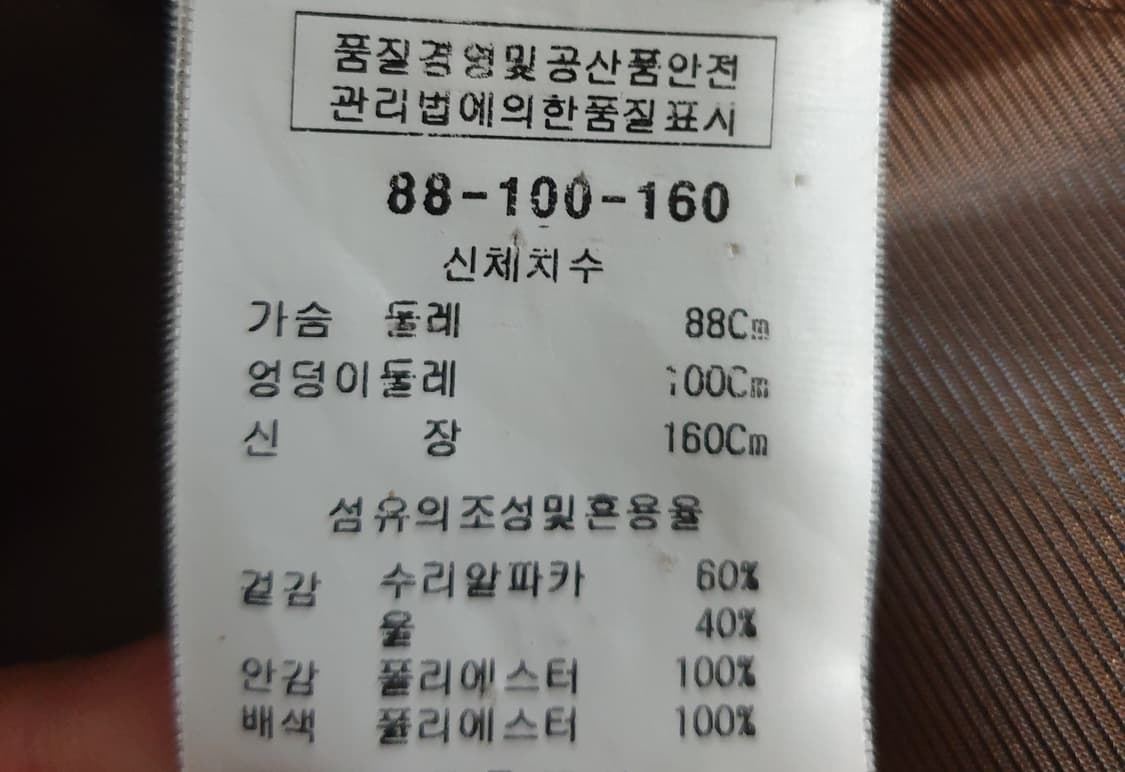 품질경영및공산품안전
관리법에의한품질표시
88-100-160
신체치수
가슴 둘레 88Cm
엉덩이둘레 100Cm
신 장 160Cm
섬유의조성및혼용율
겉감 수리알파카 60%
울 40%
안감 폴리에스터 100%
배색 폴리에스터 100%